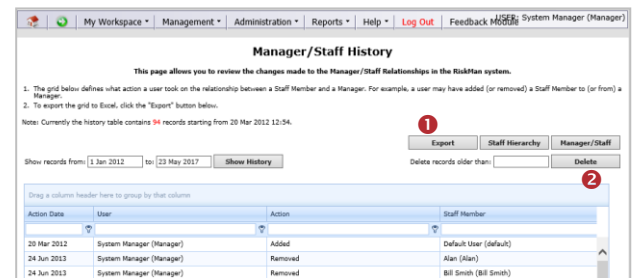 My Workspace Management Administration Reports Help Log Out Feedback Module USER: System Manager (Manager)
Manager/Staff History
This page allows you to review the changes made to the Manager/Staff Relationships in the RiskMan system.
1. The grid below defines what action a user took on the relationship between a Staff Member and a Manager. For example, a user may have added (or removed) a Staff Member to (or from) a
Manager.
2. To export the grid to Excel, click the "Export" button below.
Note: Currently the history table contains 94 records starting from 20 Mar 2012 12:54.
1
Export Staff Hierarchy Manager/Staff
Show records from: 1 Jan 2012 to: 23 May 2017 Show History Delete records older than: Delete
2
Drag a column header here to group by that column
Action Date User Action Staff Member
20 Mar 2012 System Manager (Manager) Added Default User (default)
24 Jun 2013 System Manager (Manager) Removed Alan (Alan)
24 Jun 2013 System Manager (Manager) Removed Bill Smith (Bill Smith)